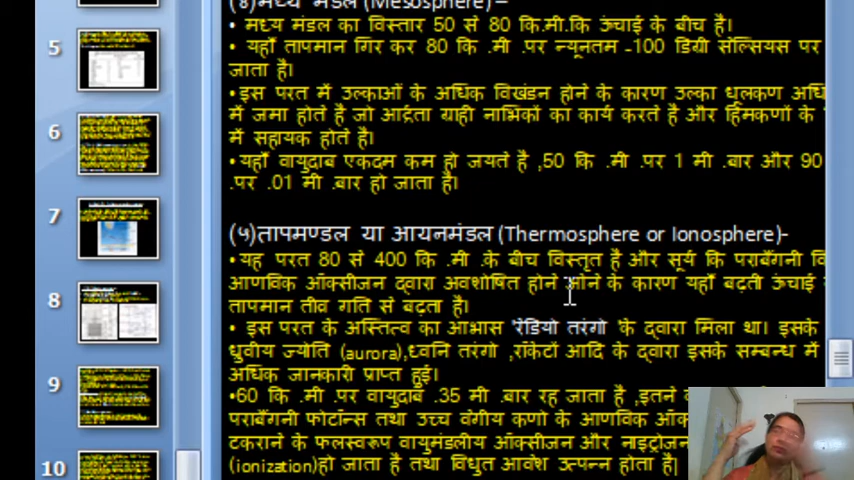 (४)मध्य मंडल (Mesosphere)–
• मध्य मंडल का विस्तार 50 से 80 कि.मी.कि ऊंचाई के बीच है।
• यहाँ तापमान गिर कर 80 कि .मी .पर न्यूनतम -100 डिग्री सेल्सियस पर
जाता है।
•इस परत में उल्काओं के अधिक विखंडन होने के कारण उल्का धूलकण
में जमा होते है जो आर्द्रता ग्राही नाभिकों का कार्य करते है और हिमकणों के
में सहायक होते है।
•यहाँ वायुदाब एकदम कम हो जयते है ,50 कि .मी .पर 1 मी .बार और 90
.पर .01 मी .बार हो जाता है।
(५)तापमण्डल या आयनमंडल (Thermosphere or Ionosphere)-
•यह परत 80 से 400 कि .मी .के बीच विस्तृत है और सूर्य कि पराबैंगनी
आणविक ऑक्सीजन द्वारा अवशोषित होने के कारण यहाँ बढ़ती ऊंचाई
तापमान तीव्र गति से बढ़ता है।
• इस परत के अस्तित्व का आभास 'रेडियो तरंगो 'के द्वारा मिला था। इसके
ध्रुवीय ज्योति (aurora),ध्वनि तरंगो ,रॉकेटों आदि के द्वारा इसके सम्बन्ध में
अधिक जानकारी प्राप्त हुई।
•60 कि .मी .पर वायुदाब .35 मी .बार रह जाता है ,इतने
पराबैंगनी फोटॉन्स तथा उच्च वेगीय कणो के आणविक
टकराने के फलस्वरूप वायुमंडलीय ऑक्सीजन और नाइट्रोजन
(ionization)हो जाता है तथा विधुत आवेश उत्पन्न होता है|
5
6
7
8
9
10